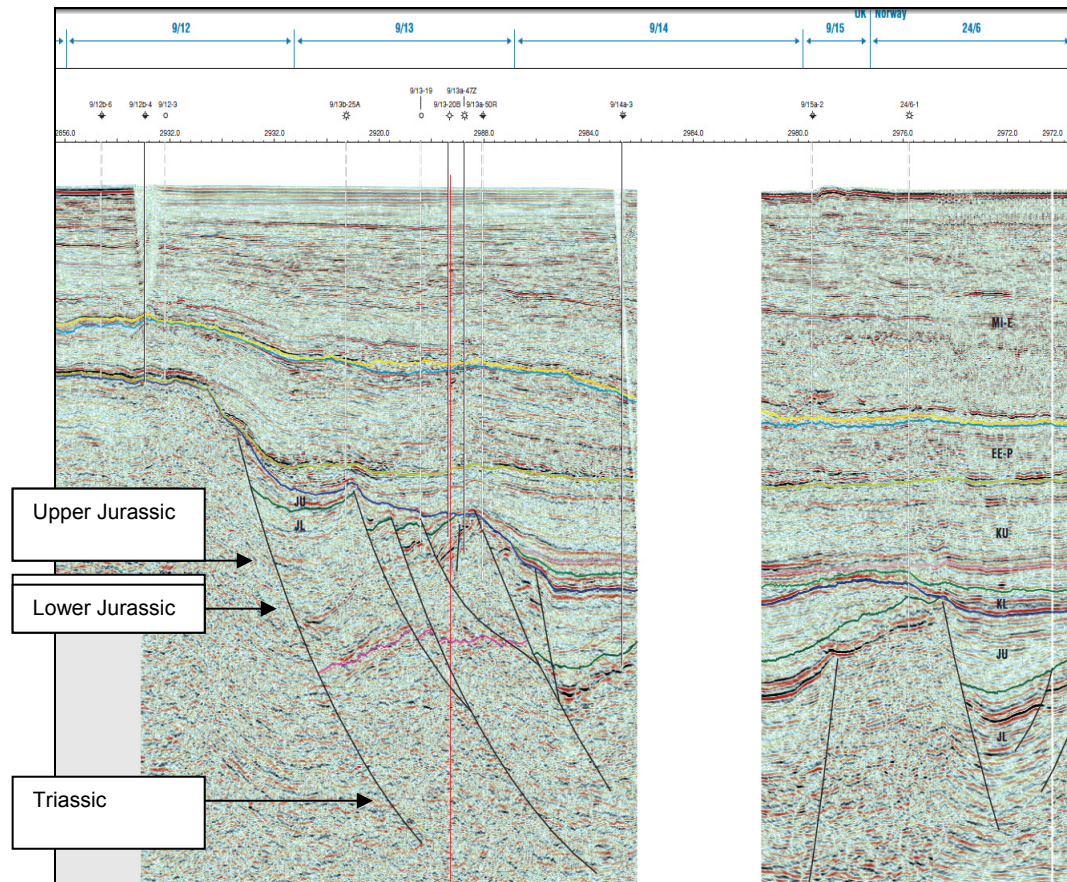 UK Norway
9/12 9/13 9/14 9/15 24/6
9/13a-47Z
9/12b-6 9/12b-4 9/12-3 9/13b-25A 9/13-19 9/13-20B 9/13a-50R 9/14a-3 9/15a-2 24/6-1
2856.0 2932.0 2932.0 2920.0 2988.0 2984.0 2984.0 2980.0 2976.0 2972.0 2972.0
MI-E
EE-P
JU
JL
KU
KL
JU
JL
Upper Jurassic
Lower Jurassic
Triassic